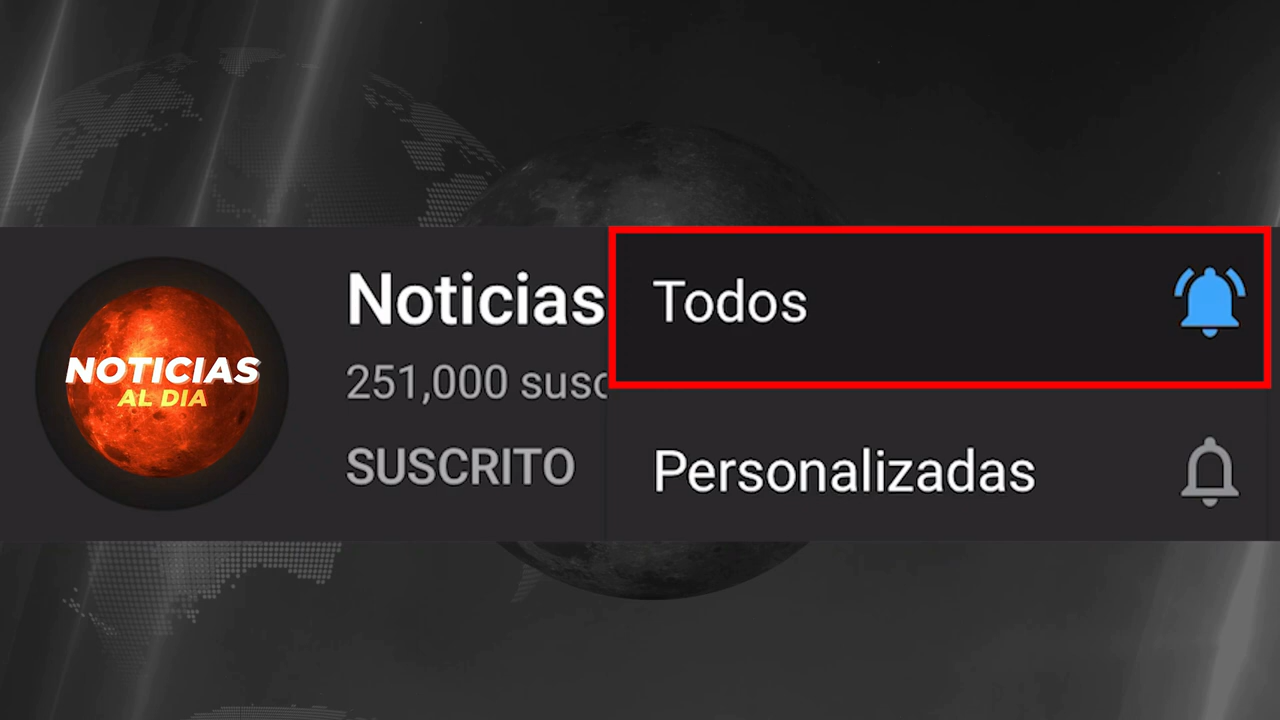 NOTICIAS
AL DIA
Noticias
251,000 susc
SUSCRITO
Todos
Personalizadas